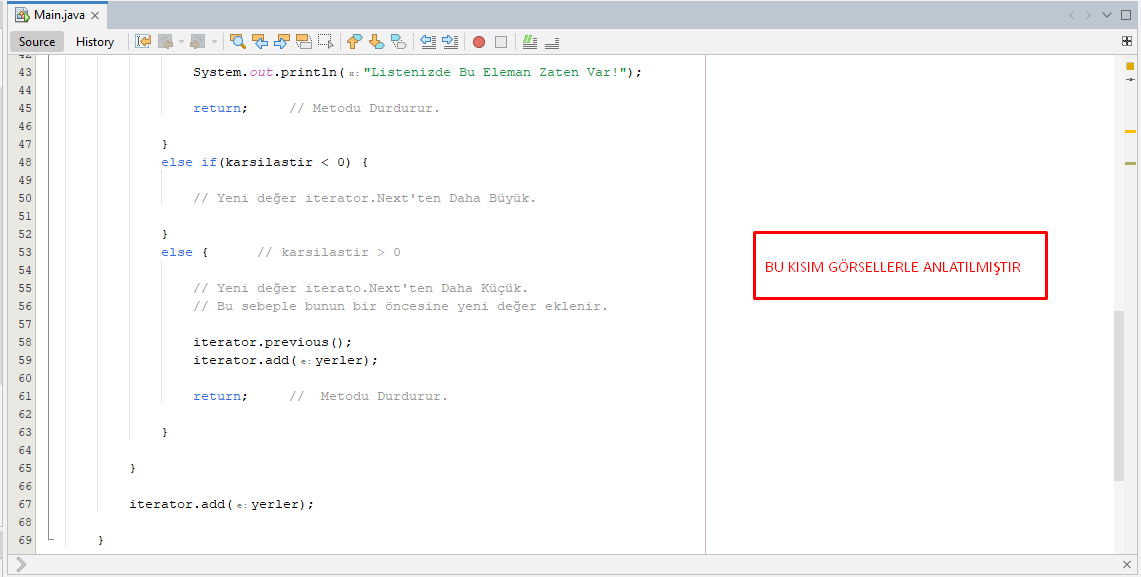 Main.java
Source History
42
43 System.out.println( x: "Listenizde Bu Eleman Zaten Var!");
44
45 return; // Metodu Durdurur.
46
47 }
48 else if(karsilastir < 0) {
49
50 // Yeni değer iterator.Next'ten Daha Büyük.
51
52 }
53 else { // karsilastir > 0
54
55 // Yeni değer iterato.Next'ten Daha Küçük.
56 // Bu sebeple bunun bir öncesine yeni değer eklenir.
57
58 iterator.previous();
59 iterator.add( e: yerler);
60
61 return; // Metodu Durdurur.
62
63 }
64
65 }
66
67 iterator.add( e: yerler);
68
69 }
BU KISIM GÖRSELLERLE ANLATILMIŞTIR